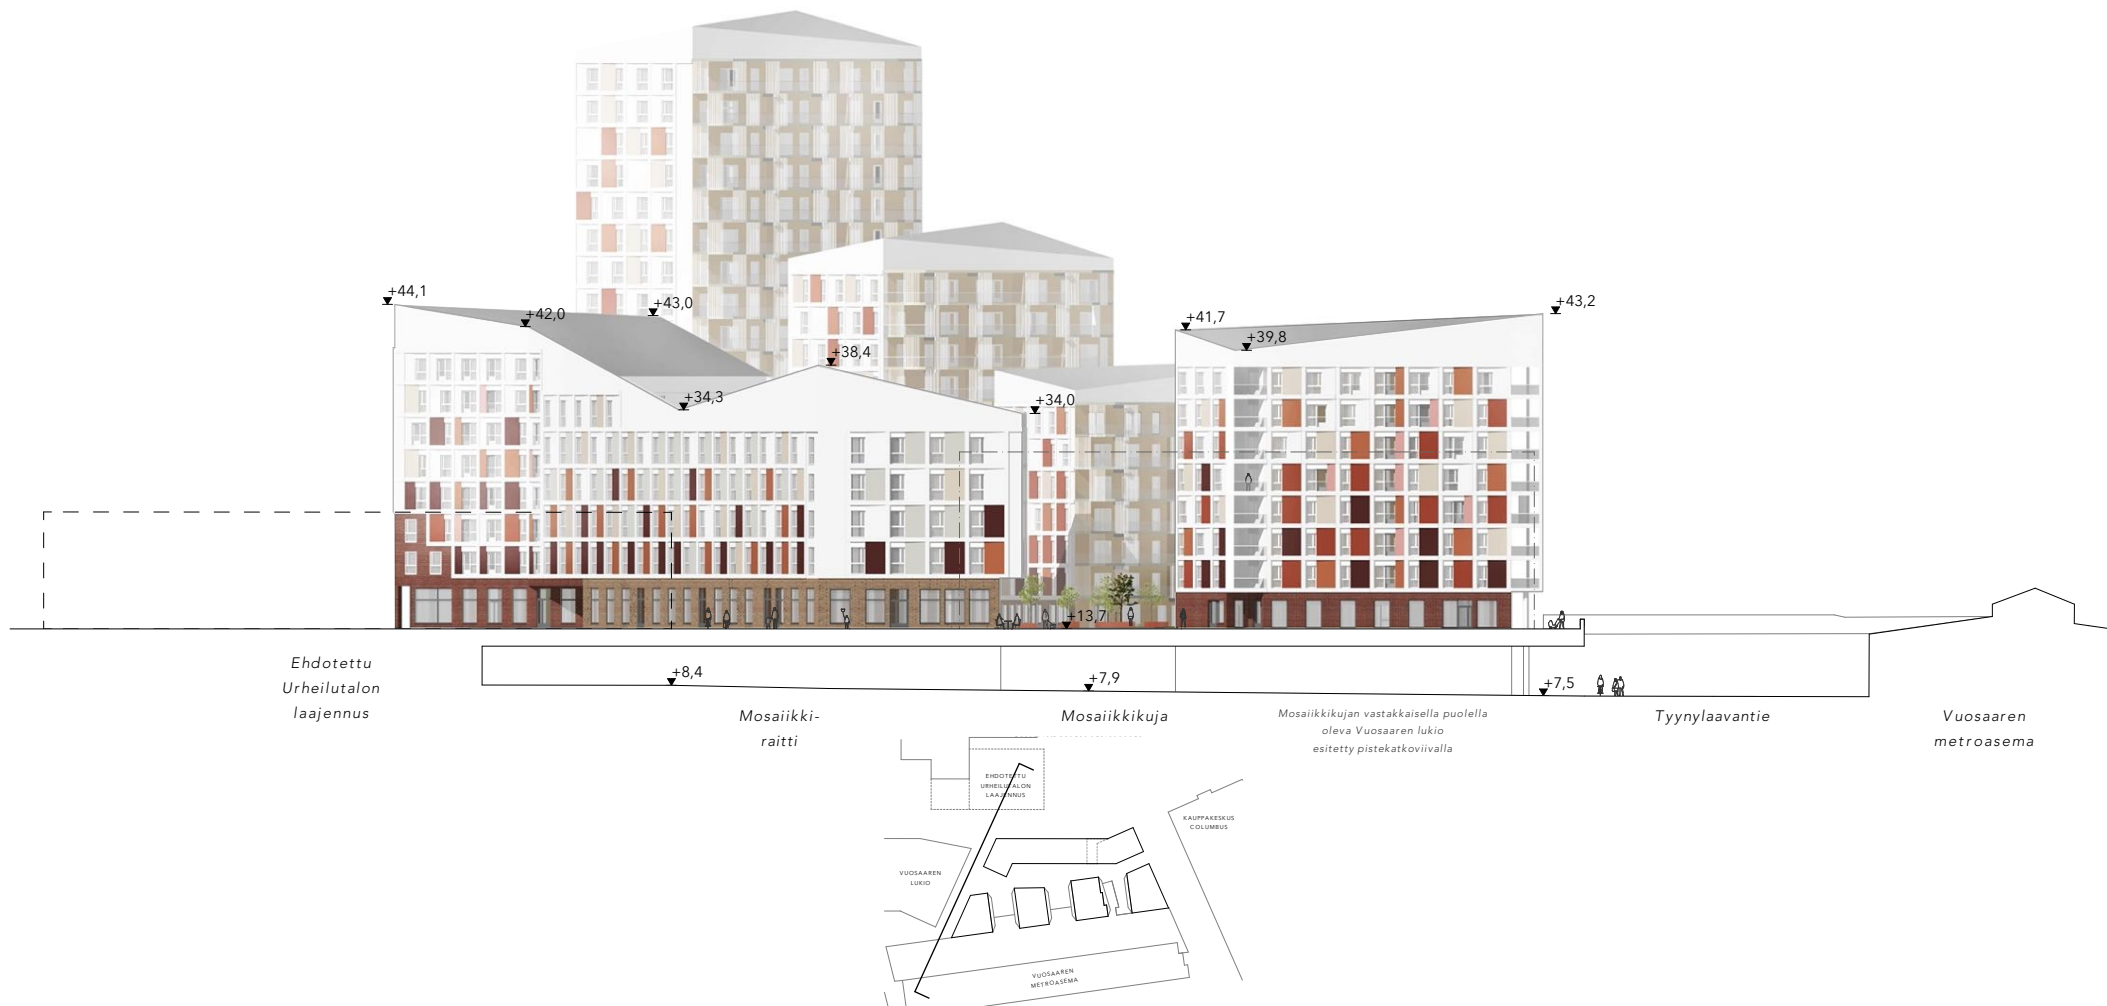 +44,1
+42,0
+43,0
+43,2
+41,7
+39,8
+38,4
+34,3
+34,0
+13,7
+8,4
+7,9
+7,5
Ehdotettu
Urheilutalon
laajennus
Mosaiikki-
raitti
Mosaiikkikuja
Mosaiikkikujan vastakkaisella puolella
oleva Vuosaaren lukio
esitetty pistekatkoviivalla
Tyynylaavantie
Vuosaaren
metroasema
EHDOTETTU
URHEILUTALON
LAAJENNUS
KAUPPAKESKUS
COLUMBUS
VUOSAAREN
LUKIO
VUOSAAREN
METROASEMA